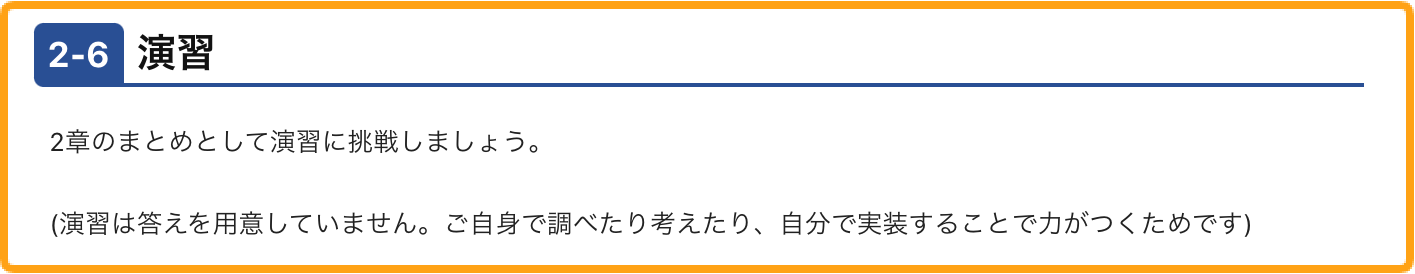 2-6 演習
2章のまとめとして演習に挑戦しましょう。
(演習は答えを用意していません。ご自身で調べたり考えたり、自分で実装することで力がつくためです)